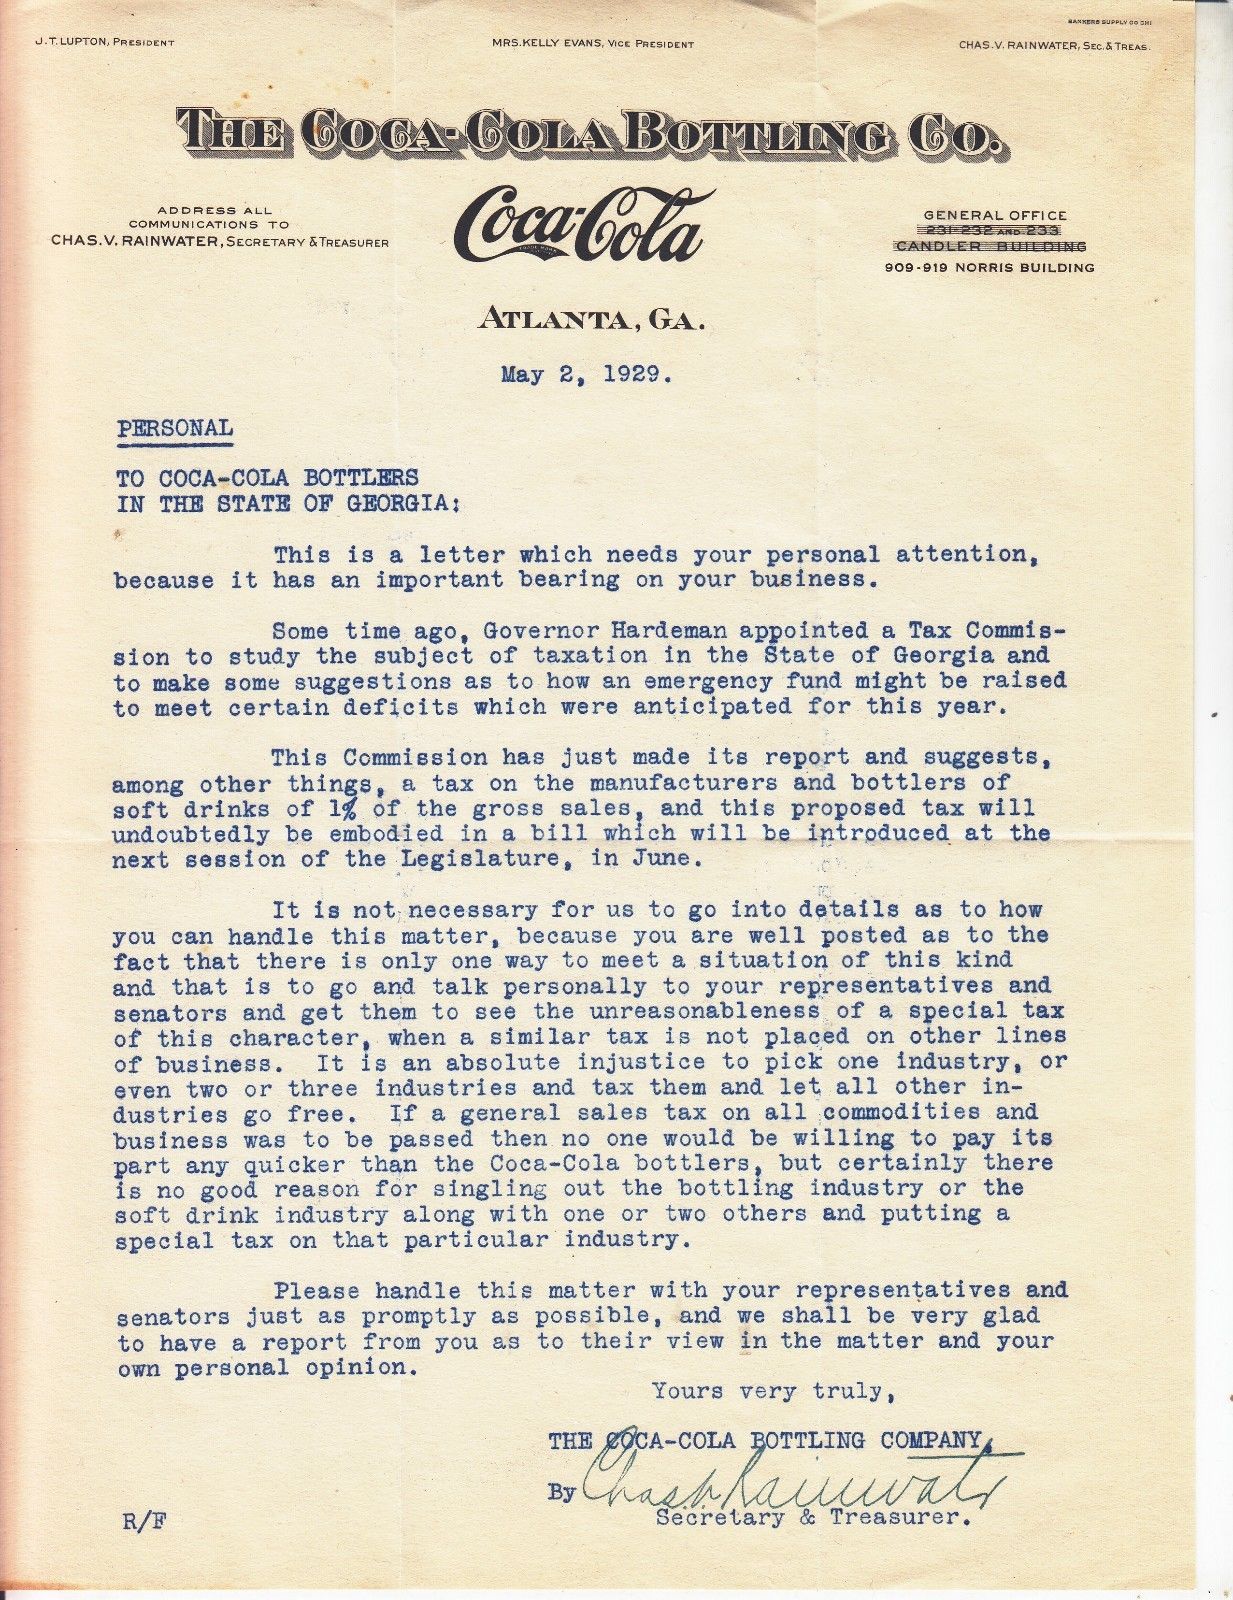 BANKERS SUPPLY CO
J.T. LUPTON, PRESIDENT
MRS. KELLY EVANS, VICE PRESIDENT
CHAS. V. RAINWATER, SEC. & TREAS.
THE COCA-COLA BOTTLING CO.
ADDRESS ALL
COMMUNICATIONS TO
CHAS. V. RAINWATER, SECRETARY & TREASURER
Coca-Cola
TRADE MARK
GENERAL OFFICE
231-232 AND 233
CANDLER BUILDING
909-919 NORRIS BUILDING
ATLANTA, GA.
May 2, 1929.
PERSONAL
TO COCA-COLA BOTTLERS
IN THE STATE OF GEORGIA:
This is a letter which needs your personal attention,
because it has an important bearing on your business.
Some time ago, Governor Hardeman appointed a Tax Commis-
sion to study the subject of taxation in the State of Georgia and
to make some suggestions as to how an emergency fund might be raised
to meet certain deficits which were anticipated for this year.
This Commission has just made its report and suggests,
among other things, a tax on the manufacturers and bottlers of
soft drinks of 1% of the gross sales, and this proposed tax will
undoubtedly be embodied in a bill which will be introduced at the
next session of the Legislature, in June.
It is not necessary for us to go into details as to how
you can handle this matter, because you are well posted as to the
fact that there is only one way to meet a situation of this kind
and that is to go and talk personally to your representatives and
senators and get them to see the unreasonableness of a special tax
of this character, when a similar tax is not placed on other lines
of business. It is an absolute injustice to pick one industry, or
even two or three industries and tax them and let all other in-
dustries go free. If a general sales tax on all commodities and
business was to be passed then no one would be willing to pay its
part any quicker than the Coca-Cola bottlers, but certainly there
is no good reason for singling out the bottling industry or the
soft drink industry along with one or two others and putting a
special tax on that particular industry.
Please handle this matter with your representatives and
senators just as promptly as possible, and we shall be very glad
to have a report from you as to their view in the matter and your
own personal opinion.
Yours very truly,
THE COCA-COLA BOTTLING COMPANY,
By Chas. V. Rainwater
Secretary & Treasurer.
R/F